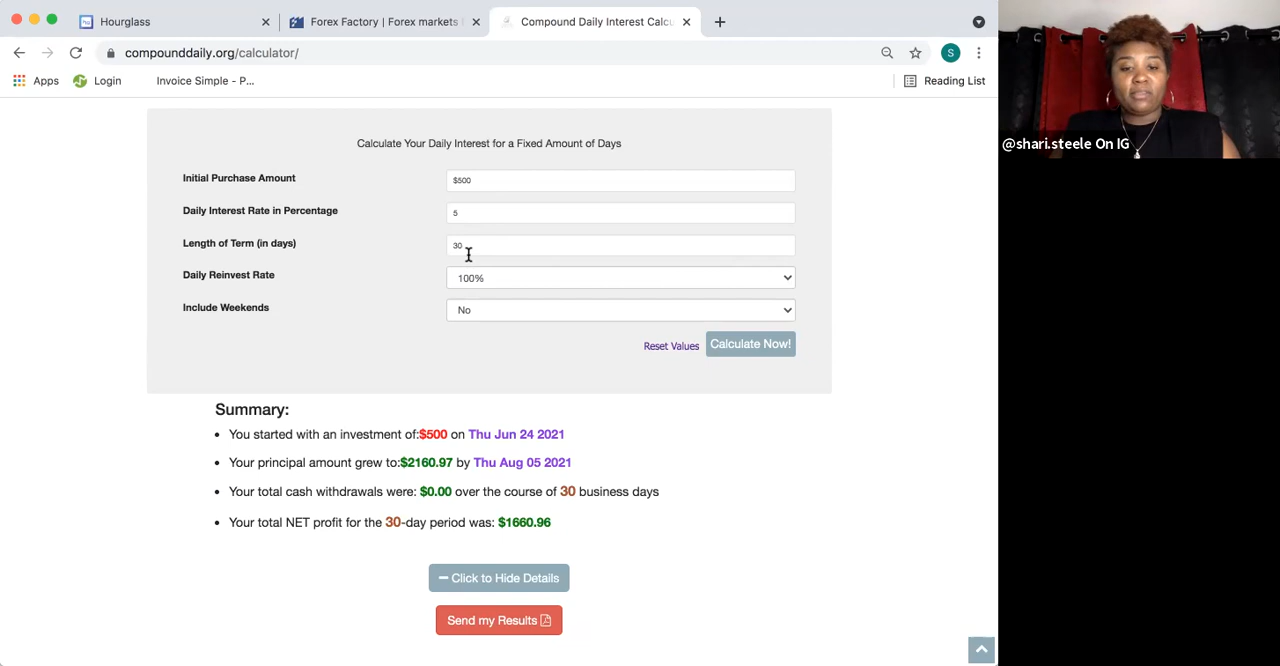 Hourglass
Forex Factory | Forex markets
Compound Daily Interest Calcu
compounddaily.org/calculator/
S
Apps
Login
Invoice Simple - P...
Reading List
@shari.steele On IG
Calculate Your Daily Interest for a Fixed Amount of Days
Initial Purchase Amount
$500
Daily Interest Rate in Percentage
5
Length of Term (in days)
30
Daily Reinvest Rate
100%
Include Weekends
No
Reset Values
Calculate Now!
Summary:
You started with an investment of:$500 on Thu Jun 24 2021
Your principal amount grew to:$2160.97 by Thu Aug 05 2021
Your total cash withdrawals were: $0.00 over the course of 30 business days
Your total NET profit for the 30-day period was: $1660.96
Click to Hide Details
Send my Results